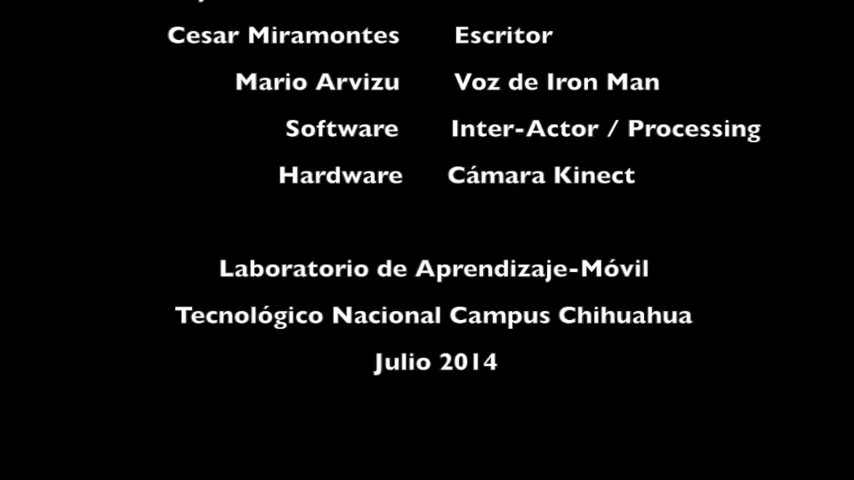 Cesar Miramontes Escritor
Mario Arvizu Voz de Iron Man
Software Inter-Actor / Processing
Hardware Cámara Kinect
Laboratorio de Aprendizaje-Móvil
Tecnológico Nacional Campus Chihuahua
Julio 2014